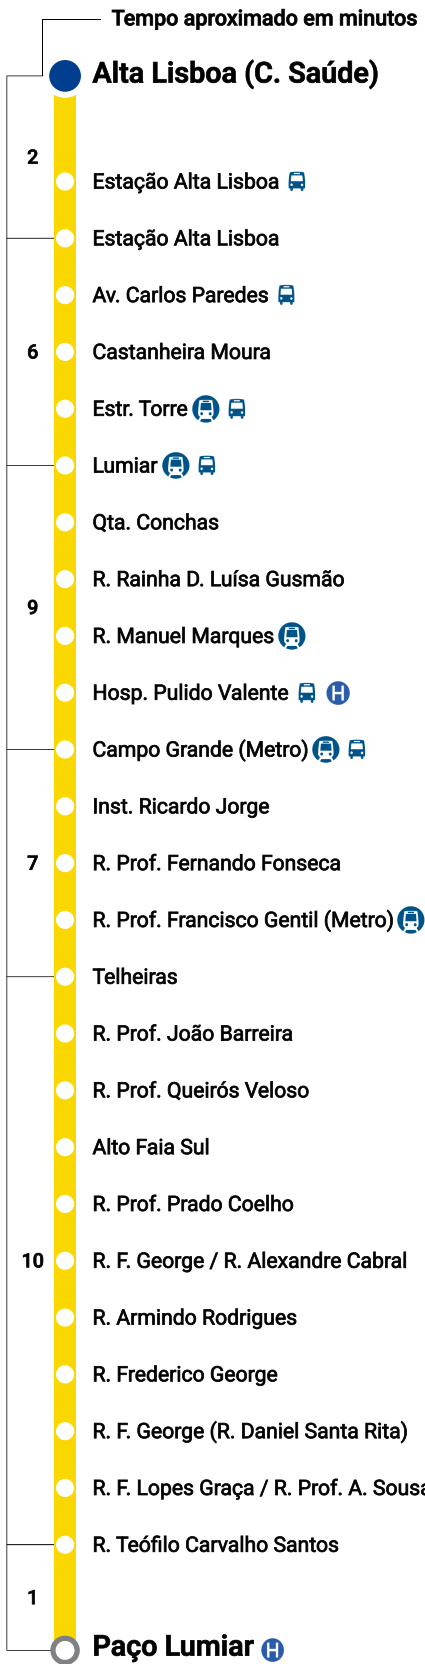 Tempo aproximado em minutos
Alta Lisboa (C. Saúde)
2
Estação Alta Lisboa
Estação Alta Lisboa
Av. Carlos Paredes
6
Castanheira Moura
Estr. Torre
Lumiar
Qta. Conchas
R. Rainha D. Luísa Gusmão
9
R. Manuel Marques
Hosp. Pulido Valente H
Campo Grande (Metro)
Inst. Ricardo Jorge
7
R. Prof. Fernando Fonseca
R. Prof. Francisco Gentil (Metro)
Telheiras
R. Prof. João Barreira
R. Prof. Queirós Veloso
Alto Faia Sul
R. Prof. Prado Coelho
10
R. F. George / R. Alexandre Cabral
R. Armindo Rodrigues
R. Frederico George
R. F. George (R. Daniel Santa Rita)
R. F. Lopes Graça / R. Prof. A. Sousa
R. Teófilo Carvalho Santos
1
Paço Lumiar H